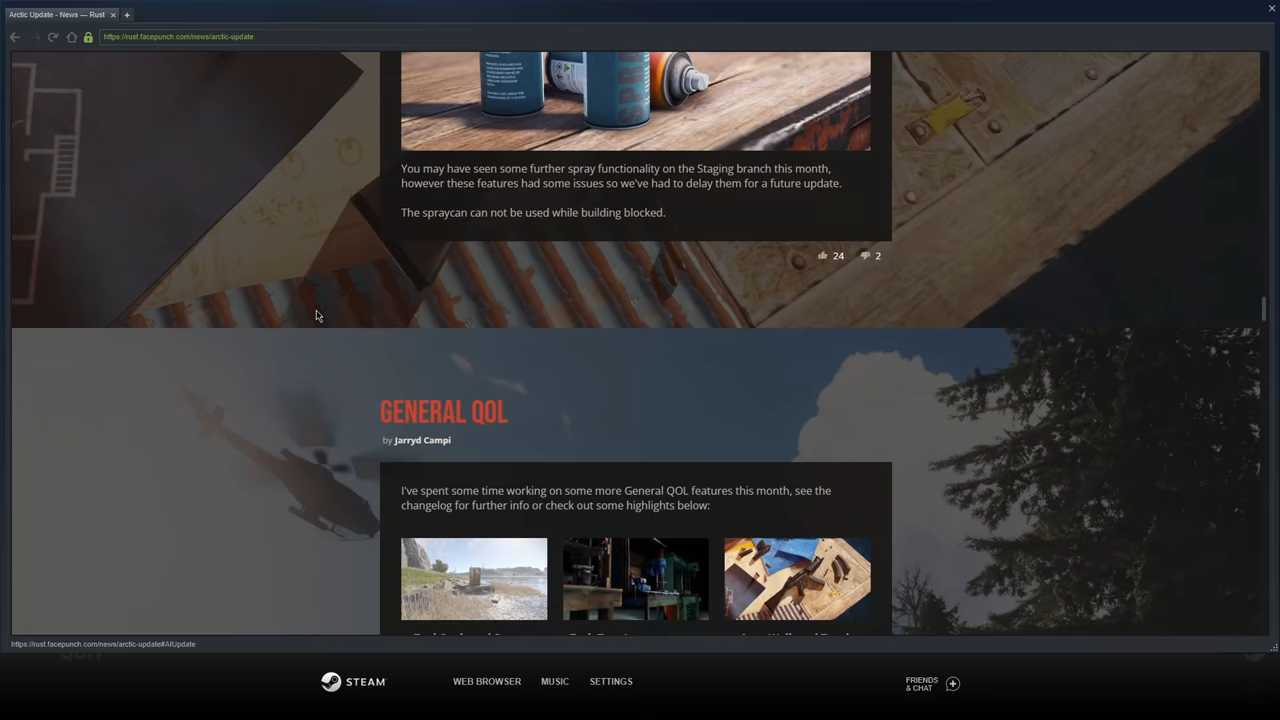 Arctic Update - News — Rust
https://rust.facepunch.com/news/arctic-update
You may have seen some further spray functionality on the Staging branch this month,
however these features had some issues so we've had to delay them for a future update.
The spraycan can not be used while building blocked.
24 2
GENERAL QOL
by Jarryd Campi
I've spent some time working on some more General QOL features this month, see the
changelog for further info or check out some highlights below:
https://rust.facepunch.com/news/arctic-update#AIUpdate
STEAM
WEB BROWSER MUSIC SETTINGS
FRIENDS
& CHAT